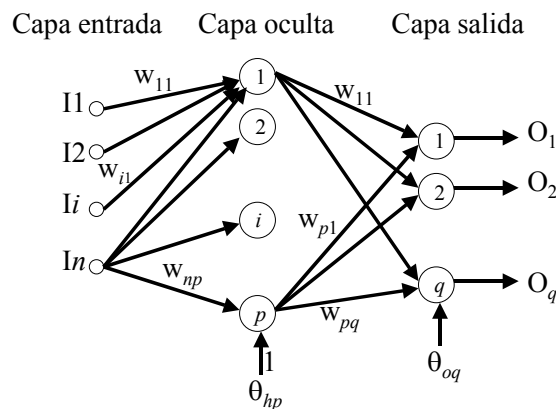 Capa entrada Capa oculta Capa salida
I1
I2
Ii
In
w11
wi1
wnp
1
2
i
p
1
θhp
w11
wp1
wpq
1
2
q
θoq
O1
O2
Oq